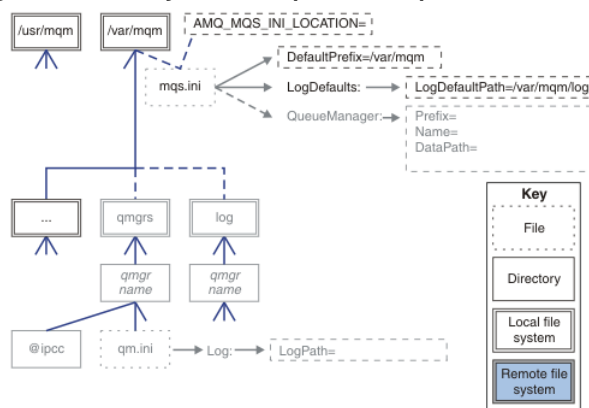 /usr/mqm
/var/mqm
AMQ_MQS_INI_LOCATION=
mqs.ini
DefaultPrefix=/var/mqm
LogDefaults:
LogDefaultPath=/var/mqm/log
QueueManager:
Prefix=
Name=
DataPath=
...
qmgrs
log
qmgr
name
qmgr
name
@ipcc
qm.ini
Log:
LogPath=
Key
File
Directory
Local file
system
Remote file
system